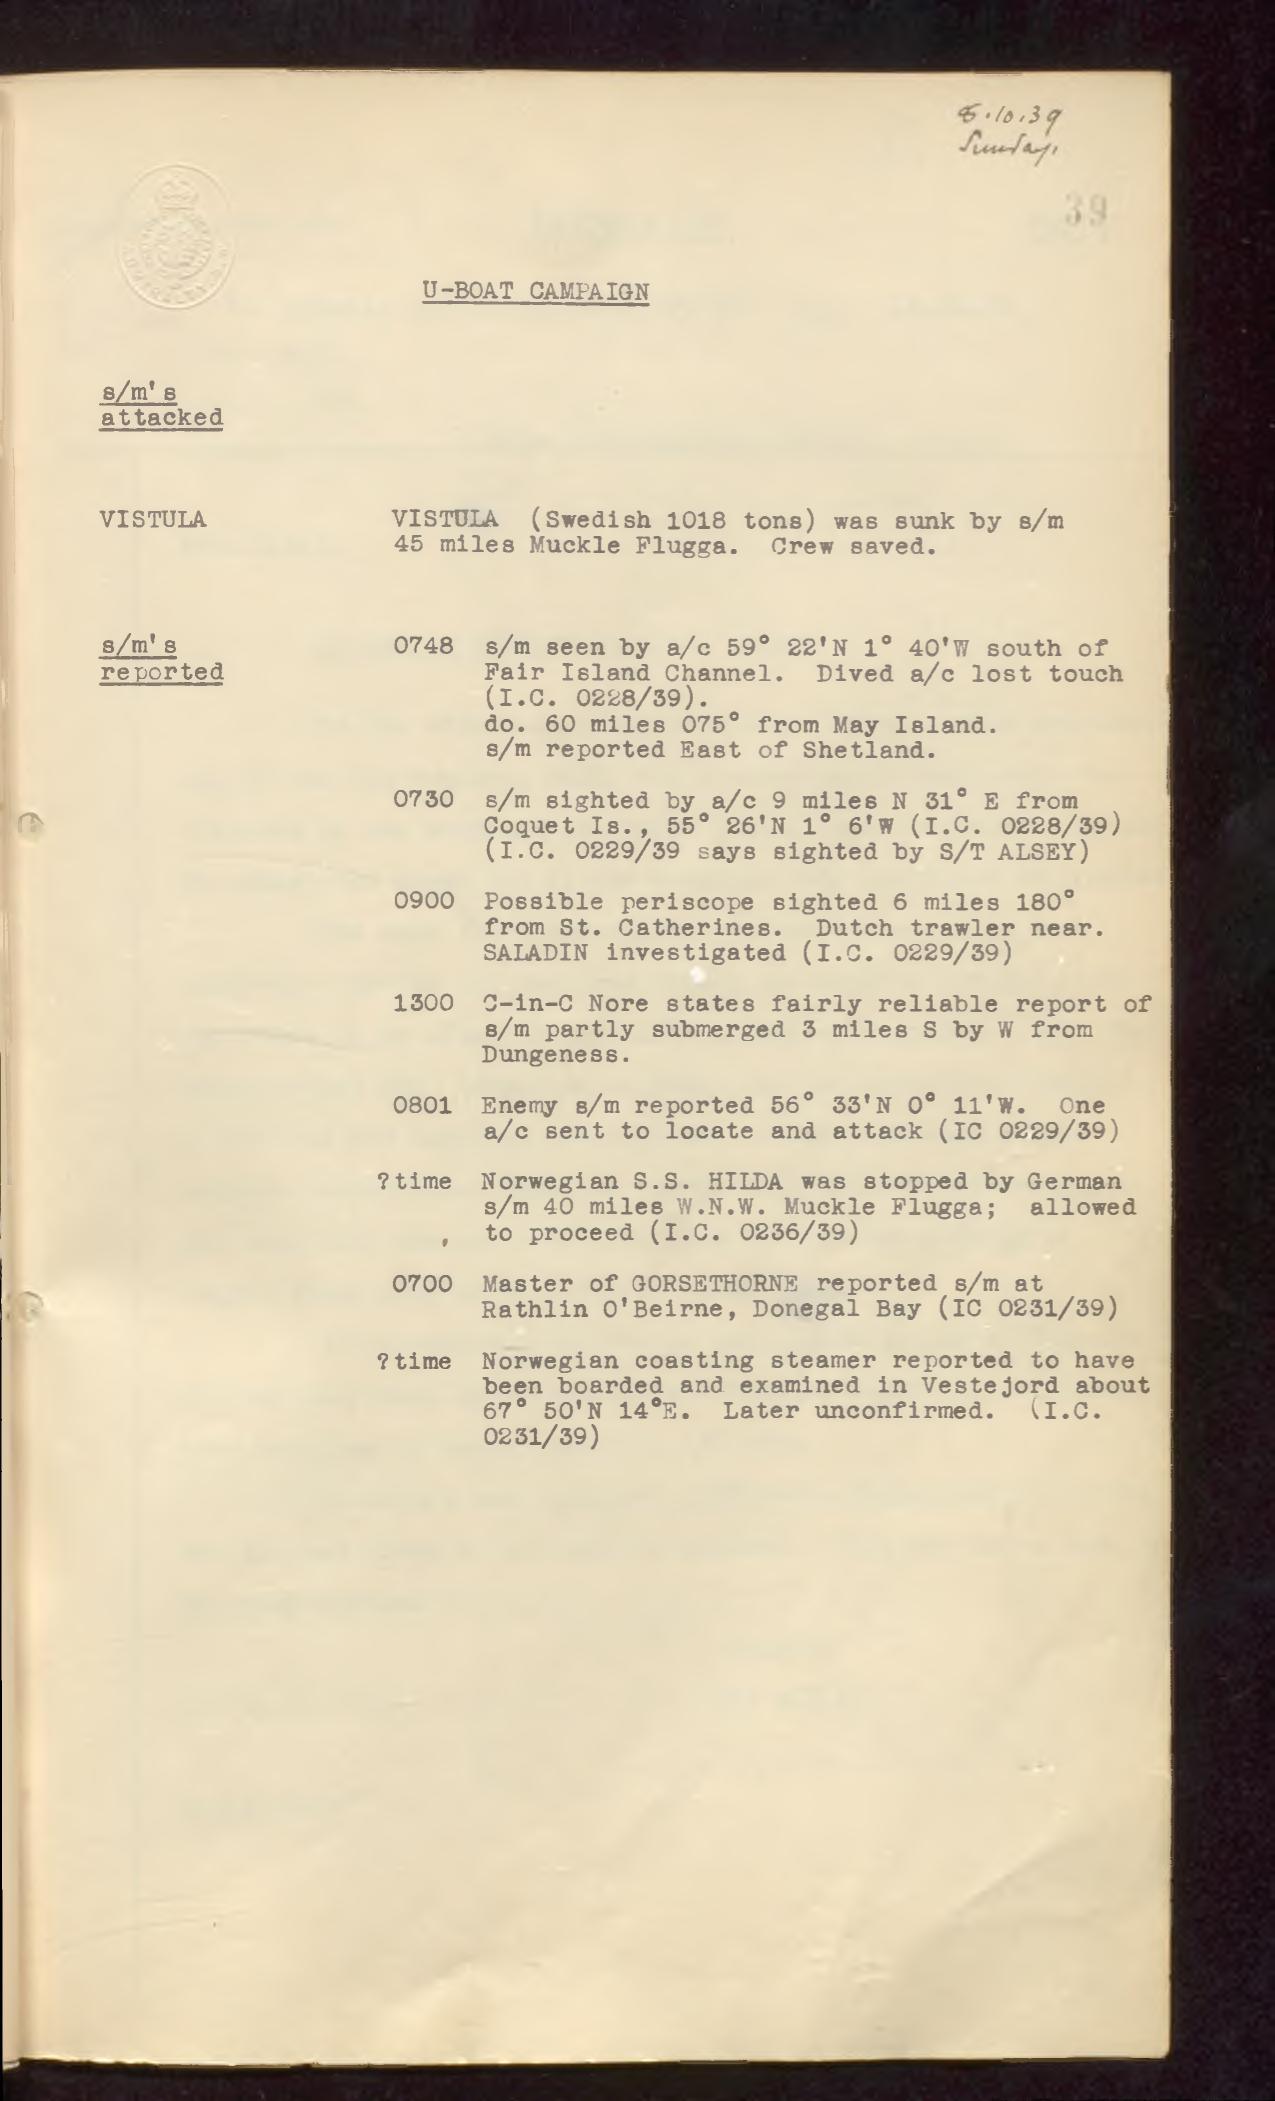 8.10.39
Sunday.
39
U-BOAT CAMPAIGN
s/m's
attacked
VISTULA VISTULA (Swedish 1018 tons) was sunk by s/m
45 miles Muckle Flugga. Crew saved.
s/m's
reported
0748 s/m seen by a/c 59° 22'N 1° 40'W south of
Fair Island Channel. Dived a/c lost touch
(I.C. 0228/39).
do. 60 miles 075° from May Island.
s/m reported East of Shetland.
0730 s/m sighted by a/c 9 miles N 31° E from
Coquet Is., 55° 26'N 1° 6'W (I.C. 0228/39)
(I.C. 0229/39 says sighted by S/T ALSEY)
0900 Possible periscope sighted 6 miles 180°
from St. Catherines. Dutch trawler near.
SALADIN investigated (I.C. 0229/39)
1300 C-in-C Nore states fairly reliable report of
s/m partly submerged 3 miles S by W from
Dungeness.
0801 Enemy s/m reported 56° 33'N 0° 11'W. One
a/c sent to locate and attack (IC 0229/39)
?time Norwegian S.S. HILDA was stopped by German
s/m 40 miles W.N.W. Muckle Flugga; allowed
to proceed (I.C. 0236/39)
0700 Master of GORSETHORNE reported s/m at
Rathlin O'Beirne, Donegal Bay (IC 0231/39)
?time Norwegian coasting steamer reported to have
been boarded and examined in Vestejord about
67° 50'N 14°E. Later unconfirmed. (I.C.
0231/39)